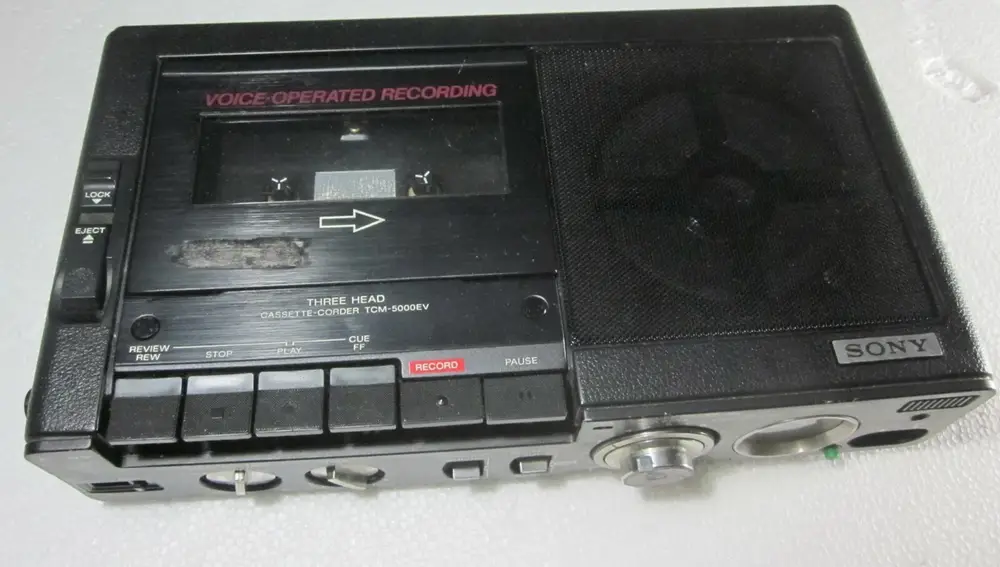 VOICE-OPERATED RECORDING
LOCK
EJECT
THREE HEAD
CASSETTE-CORDER TCM-5000EV
REVIEW
REW
STOP
PLAY
CUE
FF
RECORD
PAUSE
SONY